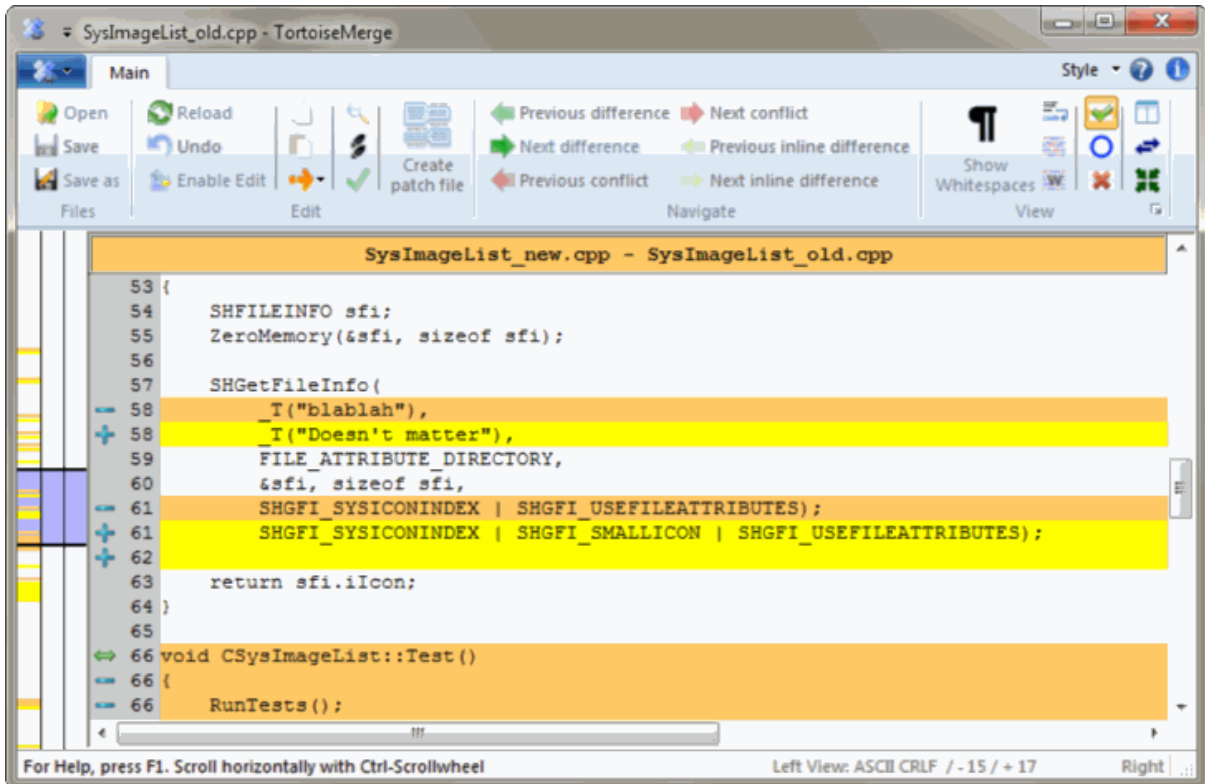 SysImageList_old.cpp - TortoiseMerge
Main
Style
Open
Reload
Previous difference
Next conflict
Save
Undo
Next difference
Previous inline difference
Save as
Enable Edit
Create patch file
Previous conflict
Next inline difference
Show Whitespaces
Files
Edit
Navigate
View
SysImageList_new.cpp - SysImageList_old.cpp
53 {
54 SHFILEINFO sfi;
55 ZeroMemory(&sfi, sizeof sfi);
56
57 SHGetFileInfo(
58 _T("blablah"),
58 _T("Doesn't matter"),
59 FILE_ATTRIBUTE_DIRECTORY,
60 &sfi, sizeof sfi,
61 SHGFI_SYSICONINDEX | SHGFI_USEFILEATTRIBUTES);
61 SHGFI_SYSICONINDEX | SHGFI_SMALLICON | SHGFI_USEFILEATTRIBUTES);
62
63 return sfi.iIcon;
64 }
65
66 void CSysImageList::Test()
66 {
66 RunTests();
For Help, press F1. Scroll horizontally with Ctrl-Scrollwheel
Left View: ASCII CRLF / - 15 / + 17
Right